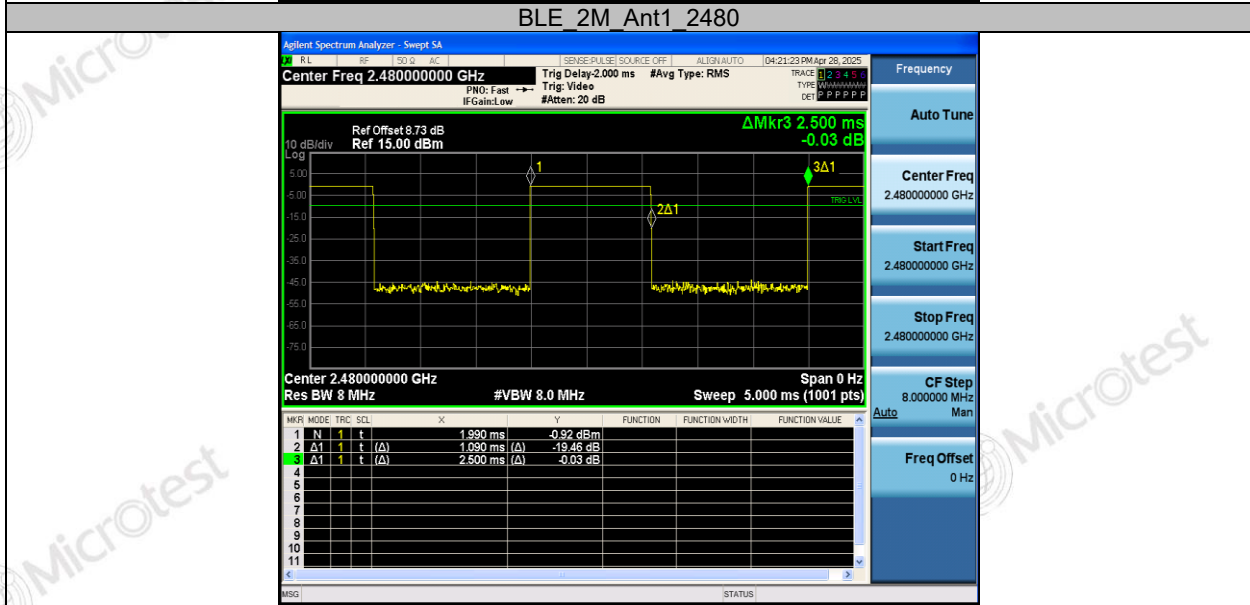 BLE_2M_Ant1_2480
Agilent Spectrum Analyzer - Swept SA
RL RF 50 Ω AC SENSE:PULSE SOURCE OFF ALIGN AUTO 04:21:23 PM Apr 28, 2025
Center Freq 2.480000000 GHz
PNO: Fast
IFGain:Low
Trig Delay-2.000 ms
Trig: Video
#Atten: 20 dB
#Avg Type: RMS
TRACE 1 2 3 4 5 6
TYPE WWWWWW
DET P P P P P P
ΔMkr3 2.500 ms
-0.03 dB
Ref Offset 8.73 dB
10 dB/div Ref 15.00 dBm
Log
5.00
-5.00
-15.0
-25.0
-35.0
-45.0
-55.0
-65.0
-75.0
1
2Δ1
3Δ1
TRIG LVL
Center 2.480000000 GHz Span 0 Hz
Res BW 8 MHz #VBW 8.0 MHz Sweep 5.000 ms (1001 pts)
MKR MODE TRC SCL X Y FUNCTION FUNCTION WIDTH FUNCTION VALUE
1 N 1 t 1.990 ms -0.92 dBm
2 Δ1 1 t (Δ) 1.090 ms (Δ) -19.46 dB
3 Δ1 1 t (Δ) 2.500 ms (Δ) -0.03 dB
4
5
6
7
8
9
10
11
MSG STATUS
Frequency
Auto Tune
Center Freq
2.480000000 GHz
Start Freq
2.480000000 GHz
Stop Freq
2.480000000 GHz
CF Step
8.000000 MHz
Auto Man
Freq Offset
0 Hz
Microtest
Microtest
Microtest